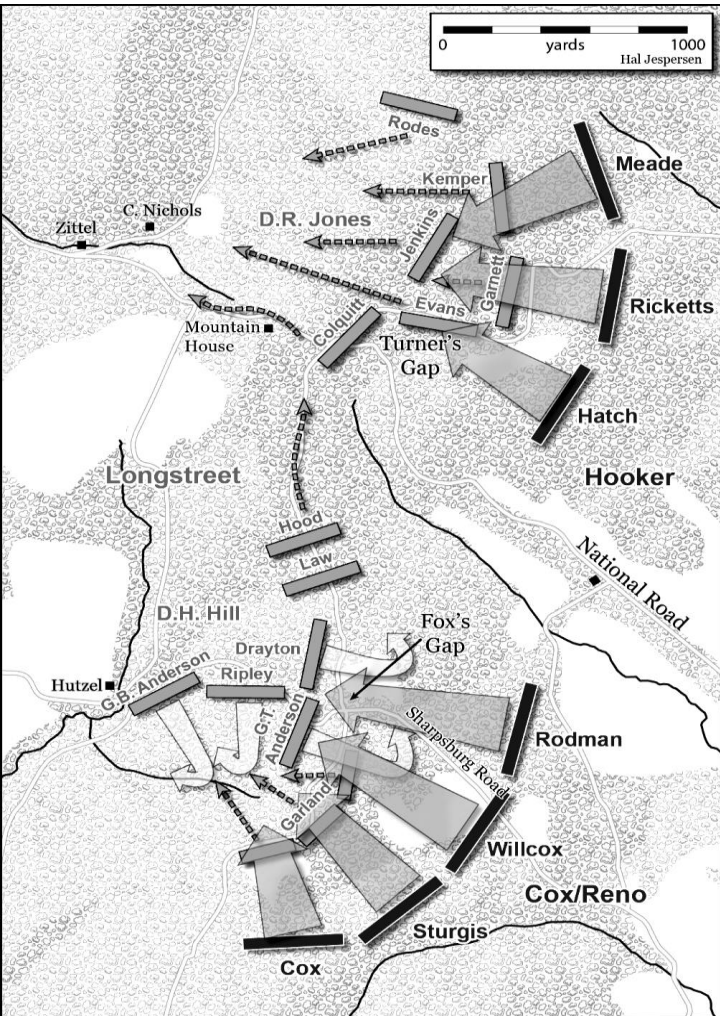 0 yards 1000
Hal Jespersen
Rodes
Meade
Kemper
C. Nichols
Zittel
D.R. Jones
Jenkins
Garnett
Ricketts
Evans
Mountain
House
Colquitt
Turner's
Gap
Hatch
Longstreet
Hooker
Hood
National Road
Law
D.H. Hill
Fox's
Gap
Drayton
Hutzel
G.B. Anderson
Ripley
G.T.
Anderson
Sharpsburg Road
Rodman
Garland
Willcox
Cox/Reno
Sturgis
Cox